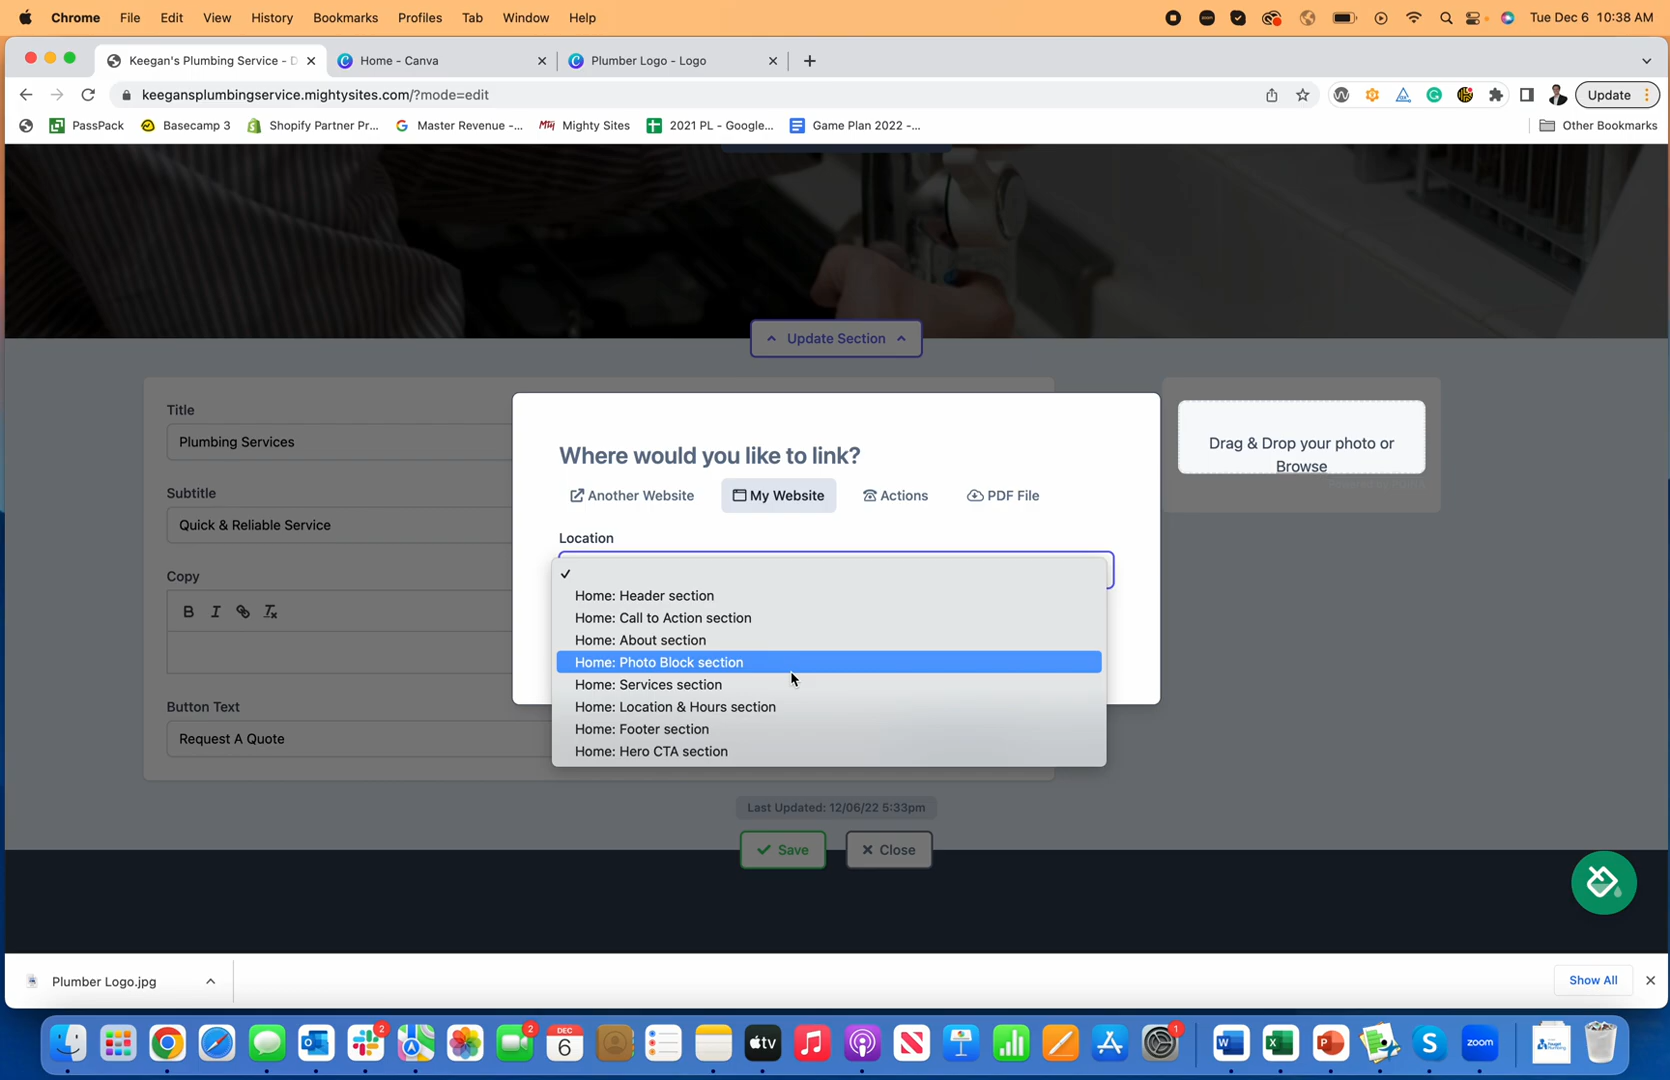 Chrome File Edit View History Bookmarks Profiles Tab Window Help Tue Dec 6 10:38 AM
Keegan's Plumbing Service - D Home - Canva Plumber Logo - Logo
keegansplumbingservice.mightysites.com/?mode=edit Update
PassPack Basecamp 3 Shopify Partner Pr... Master Revenue -... Mighty Sites 2021 PL - Google... Game Plan 2022 -... Other Bookmarks
Update Section
Title
Plumbing Services
Subtitle
Quick & Reliable Service
Copy
B I
Button Text
Request A Quote
Where would you like to link?
Another Website My Website Actions PDF File
Location
Home: Header section
Home: Call to Action section
Home: About section
Home: Photo Block section
Home: Services section
Home: Location & Hours section
Home: Footer section
Home: Hero CTA section
Drag & Drop your photo or
Browse
Last Updated: 12/06/22 5:33pm
Save Close
Plumber Logo.jpg Show All
2 2 DEC 6 tv 1 W X P S zoom